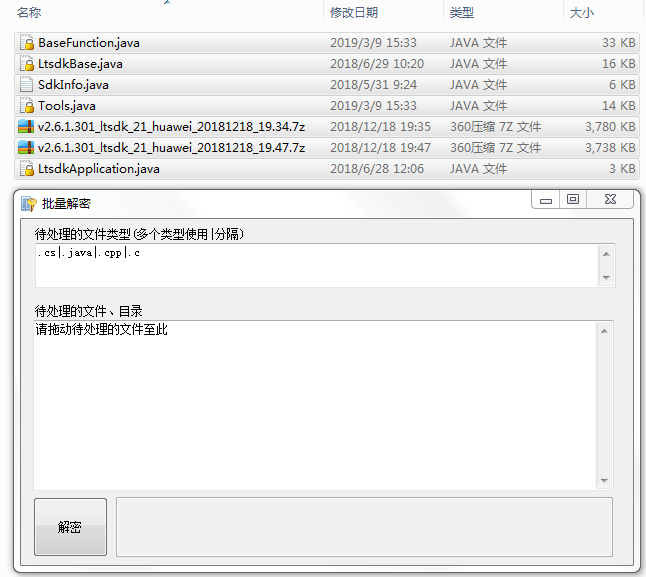 名称 修改日期 类型 大小
BaseFunction.java 2019/3/9 15:33 JAVA 文件 33 KB
LtsdkBase.java 2018/6/29 10:20 JAVA 文件 16 KB
SdkInfo.java 2018/5/31 9:24 JAVA 文件 6 KB
Tools.java 2019/3/9 15:33 JAVA 文件 14 KB
v2.6.1.301_ltsdk_21_huawei_20181218_19.34.7z 2018/12/18 19:35 360压缩 7Z 文件 3,780 KB
v2.6.1.301_ltsdk_21_huawei_20181218_19.47.7z 2018/12/18 19:47 360压缩 7Z 文件 3,738 KB
LtsdkApplication.java 2018/6/28 12:06 JAVA 文件 3 KB
批量解密
待处理的文件类型(多个类型使用|分隔)
.cs|.java|.cpp|.c
待处理的文件、目录
请拖动待处理的文件至此
解密